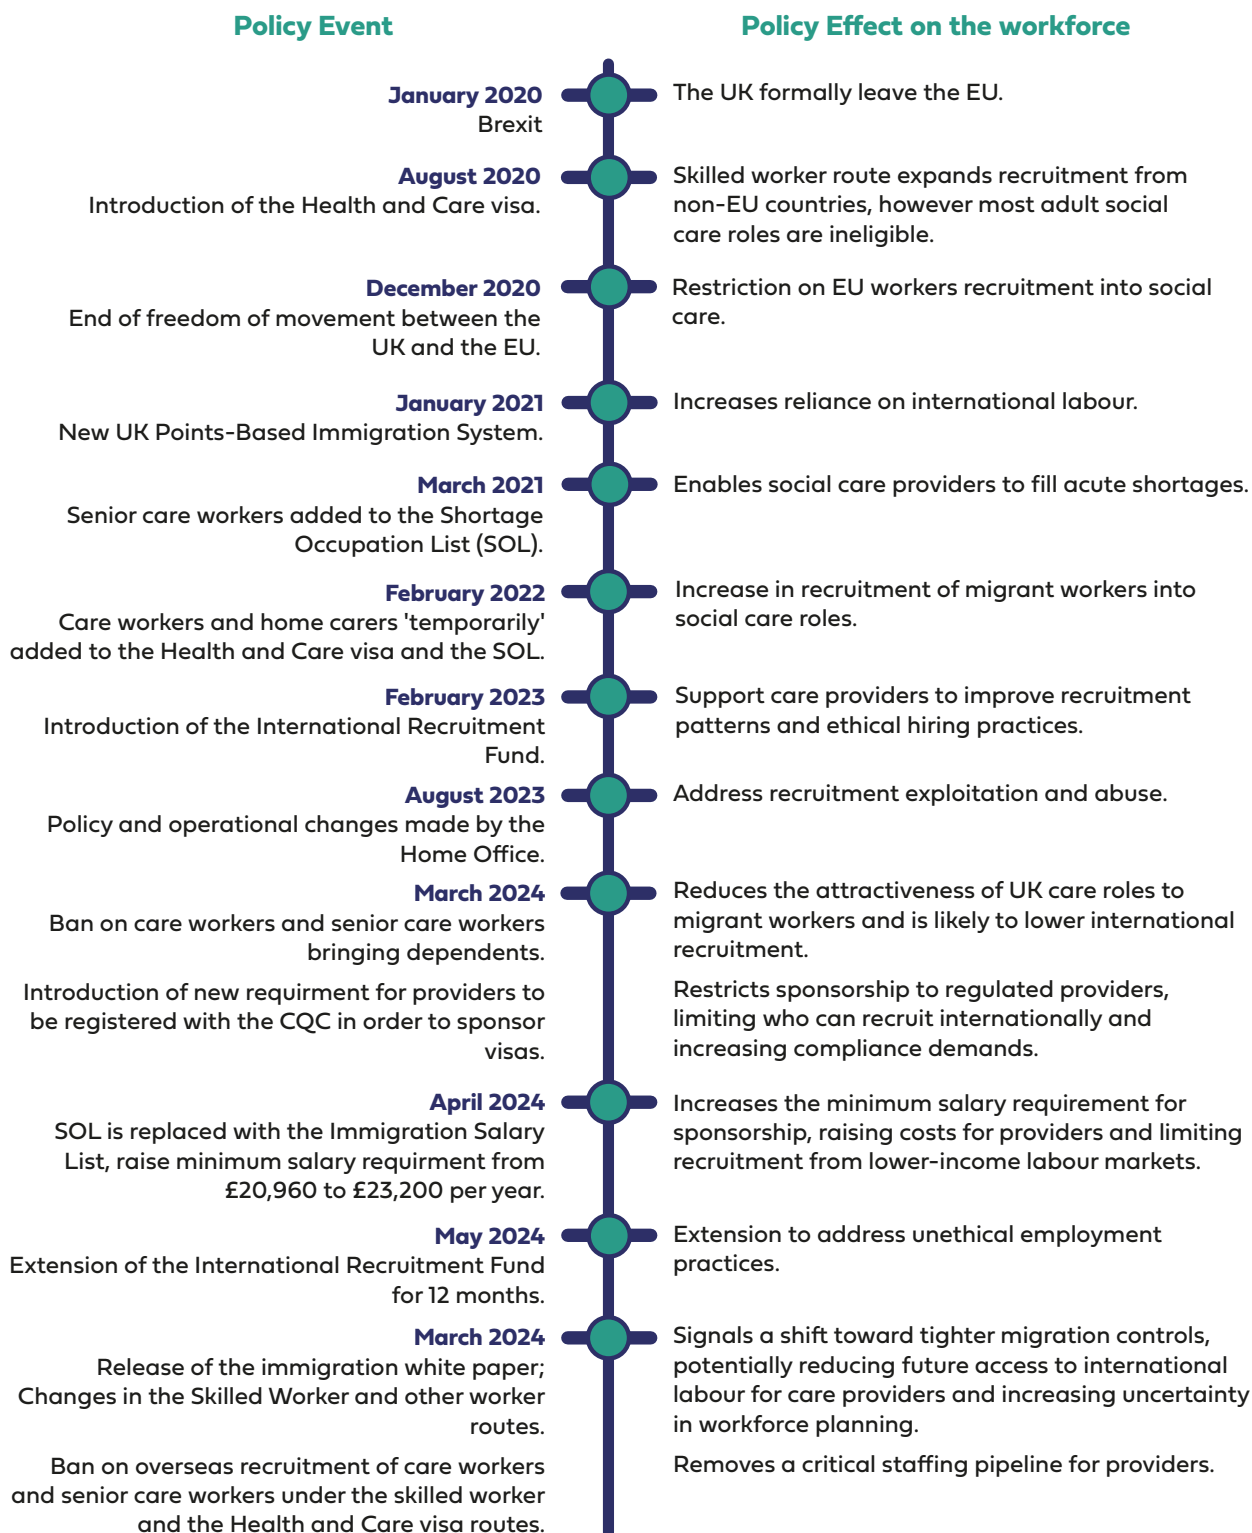 Policy Event
Policy Effect on the workforce
January 2020
Brexit
The UK formally leave the EU.
August 2020
Introduction of the Health and Care visa.
Skilled worker route expands recruitment from
non-EU countries, however most adult social
care roles are ineligible.
December 2020
End of freedom of movement between the
UK and the EU.
Restriction on EU workers recruitment into social
care.
January 2021
New UK Points-Based Immigration System.
Increases reliance on international labour.
March 2021
Senior care workers added to the Shortage
Occupation List (SOL).
Enables social care providers to fill acute shortages.
February 2022
Care workers and home carers 'temporarily'
added to the Health and Care visa and the SOL.
Increase in recruitment of migrant workers into
social care roles.
February 2023
Introduction of the International Recruitment
Fund.
Support care providers to improve recruitment
patterns and ethical hiring practices.
August 2023
Policy and operational changes made by the
Home Office.
Address recruitment exploitation and abuse.
March 2024
Ban on care workers and senior care workers
bringing dependents.
Reduces the attractiveness of UK care roles to
migrant workers and is likely to lower international
recruitment.
Introduction of new requirment for providers to
be registered with the CQC in order to sponsor
visas.
Restricts sponsorship to regulated providers,
limiting who can recruit internationally and
increasing compliance demands.
April 2024
SOL is replaced with the Immigration Salary
List, raise minimum salary requirment from
£20,960 to £23,200 per year.
Increases the minimum salary requirement for
sponsorship, raising costs for providers and limiting
recruitment from lower-income labour markets.
May 2024
Extension of the International Recruitment Fund
for 12 months.
Extension to address unethical employment
practices.
March 2024
Release of the immigration white paper;
Changes in the Skilled Worker and other worker
routes.
Signals a shift toward tighter migration controls,
potentially reducing future access to international
labour for care providers and increasing uncertainty
in workforce planning.
Ban on overseas recruitment of care workers
and senior care workers under the skilled worker
and the Health and Care visa routes.
Removes a critical staffing pipeline for providers.